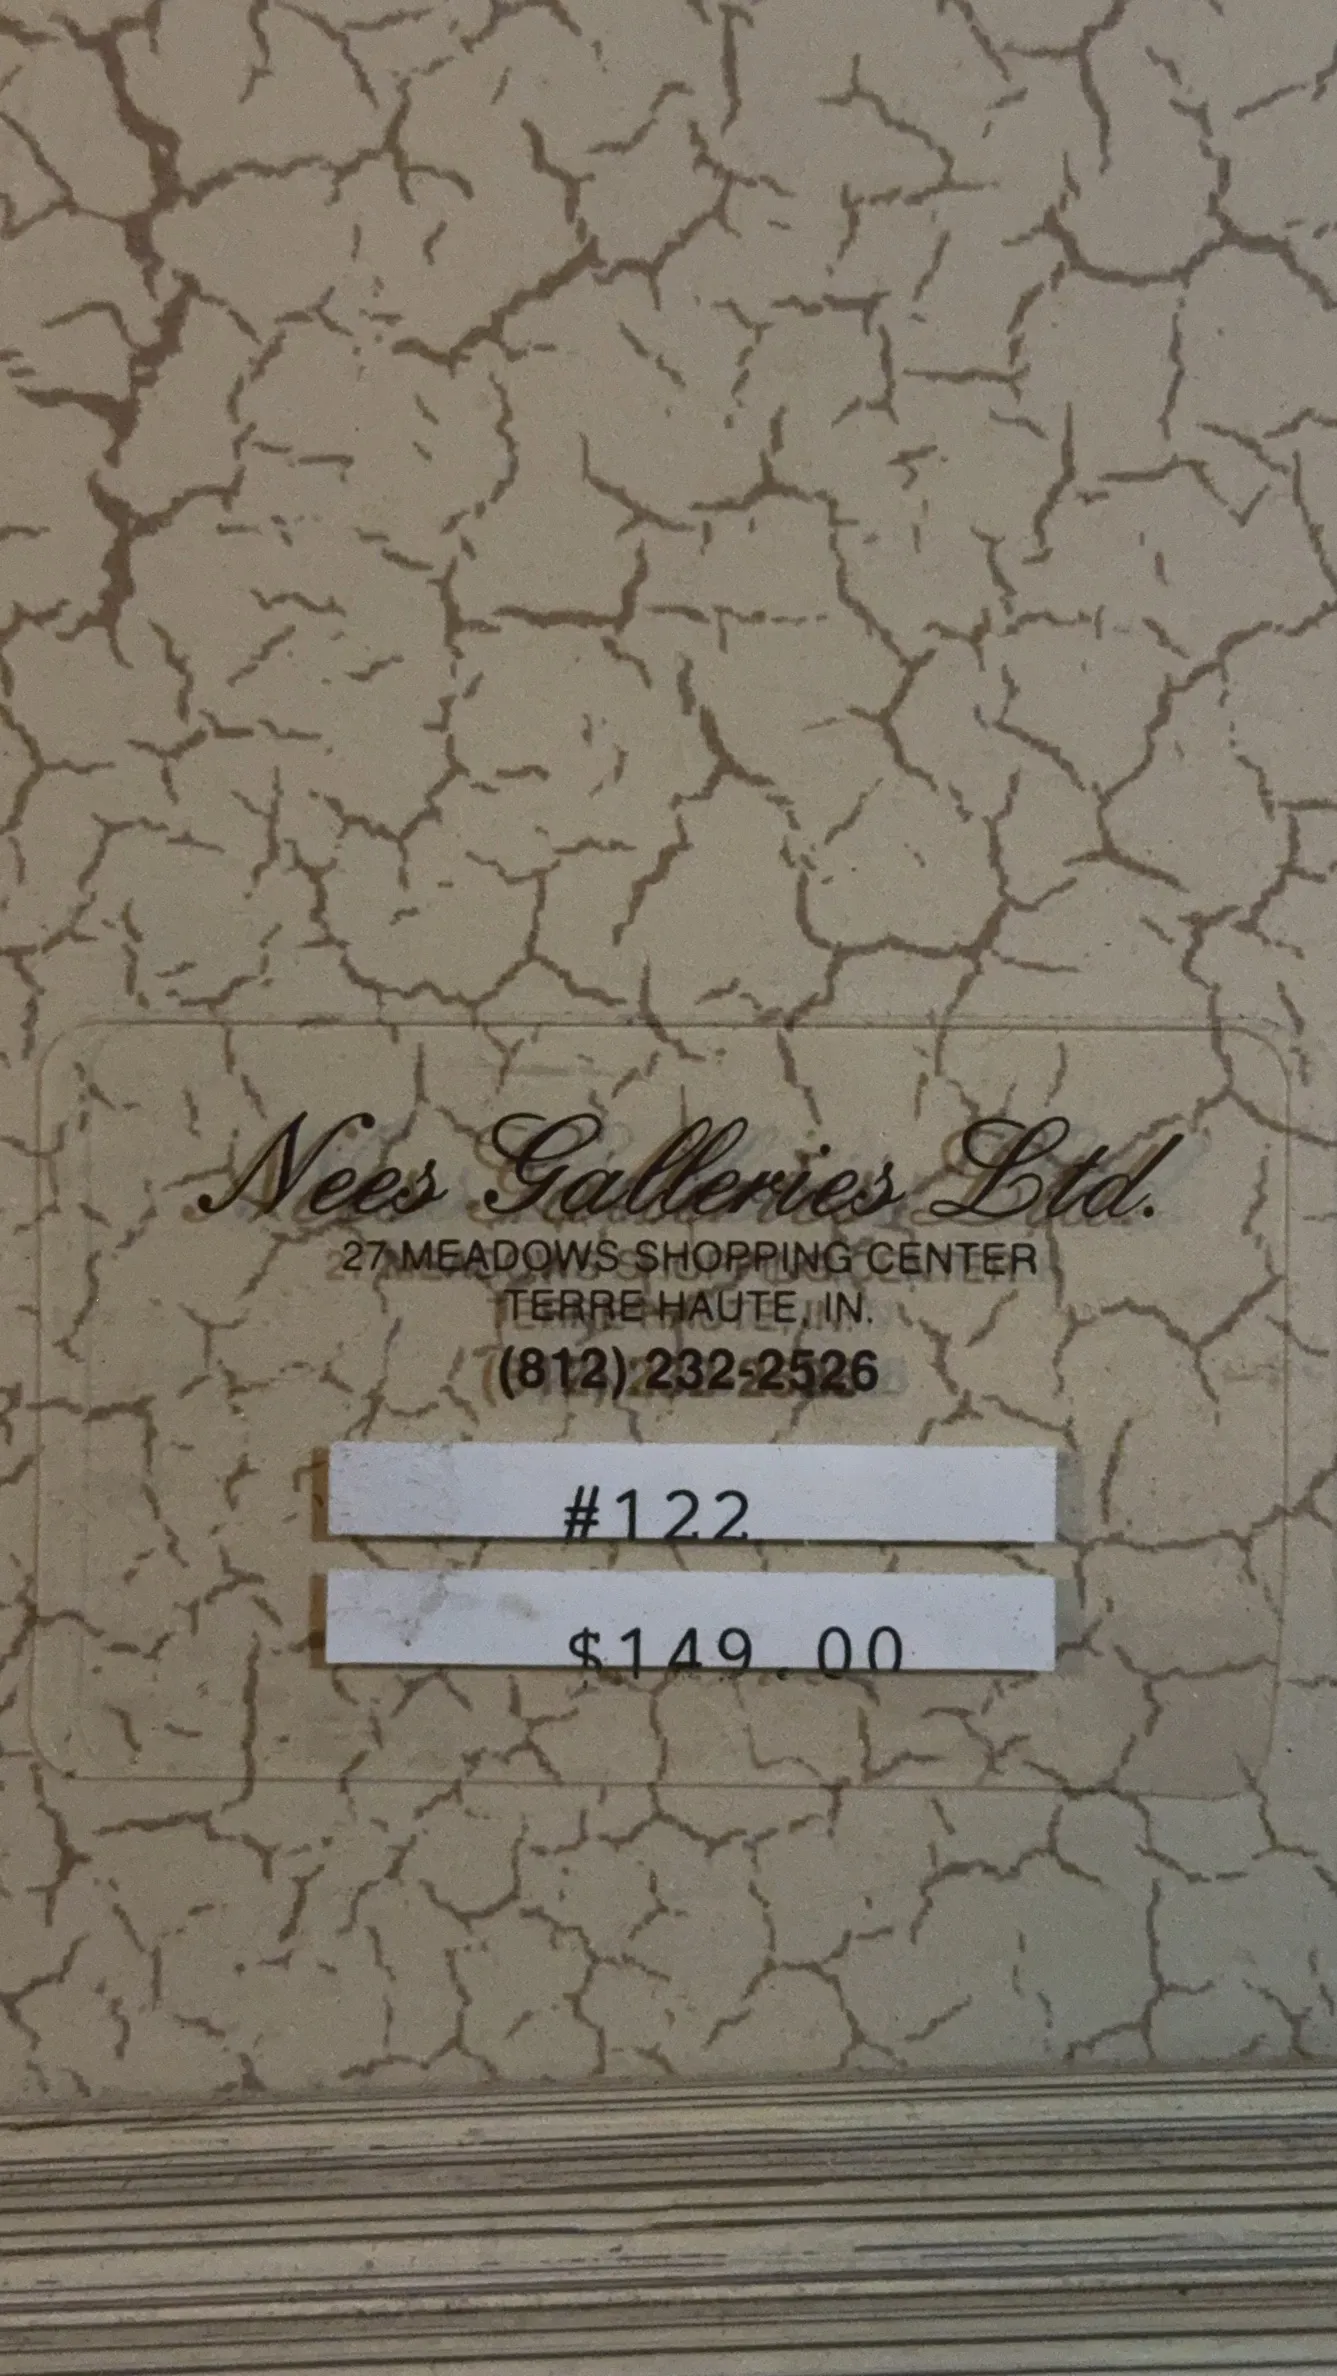 Nees Galleries Ltd.
27 MEADOWS SHOPPING CENTER
TERRE HAUTE, IN.
(812) 232-2526
#122
$149.00